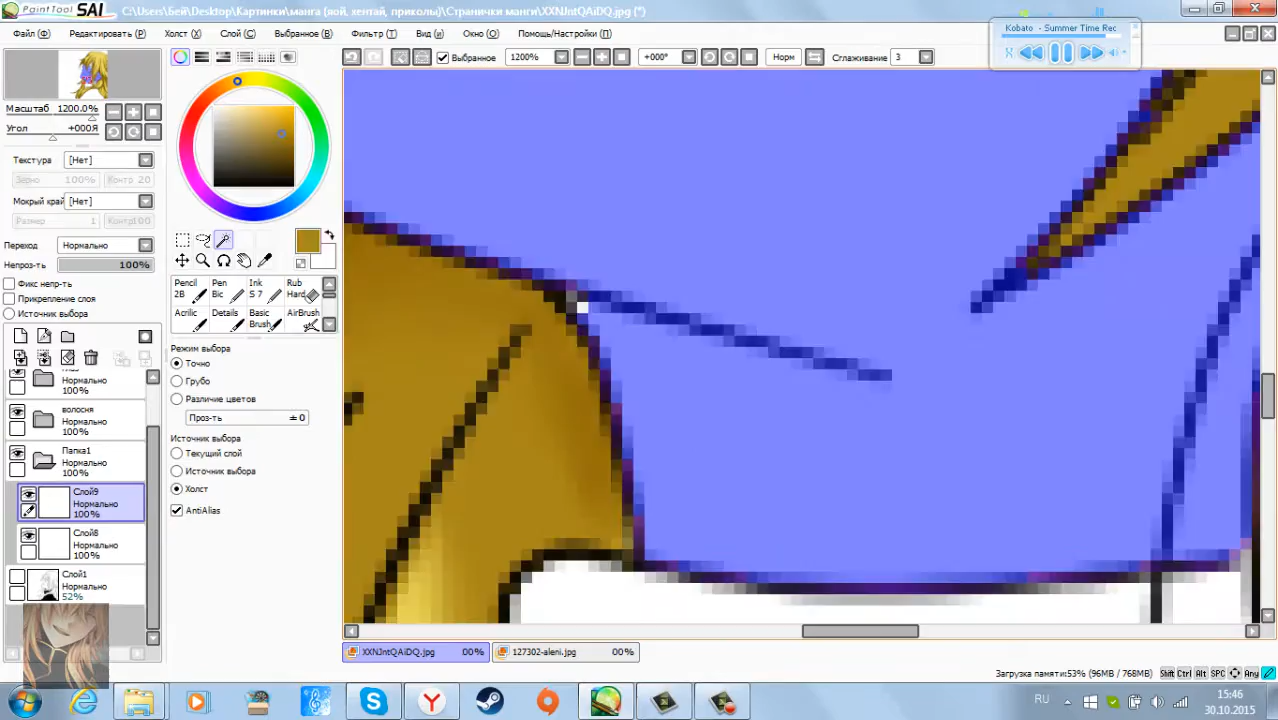 PaintTool SAI C:\Users\Бей\Desktop\Картинки\манга (яой, хентай, приколы)\Странички манги\XXNJntQAiDQ.jpg (*)
Kobato - Summer Time Rec
Файл (F) Редактировать (P) Холст (X) Слой (C) Выбранное (B) Фильтр (T) Вид (И) Окно (O) Помощь/Настройки (П)
Выбранное 1200% +000° Норм Сглаживание 3
Масштаб 1200.0%
Угол +000Я
Текстура [Нет]
Зерно 100% Контр 20
Мокрый край [Нет]
Размер 1 Контр100
Переход Нормально
Непроз-ть 100%
Фикс непр-ть
Прикрепление слоя
Источник выбора
Pencil 2B
Pen Bic
Ink S 7
Rub Hard
Acrilic
Details
Basic Brush
AirBrush
Режим выбора
Точно
Грубо
Различие цветов
Проз-ть ±0
Источник выбора
Текущий слой
Источник выбора
Холст
AntiAlias
Нормально
100%
волосня
Нормально
100%
Папка1
Нормально
100%
Слой9
Нормально
100%
Слой8
Нормально
100%
Слой1
Нормально
52%
XXNJntQAiDQ.jpg 00% 127302-aleni.jpg 00%
Загрузка памяти:53% (96MB / 768MB) Shift Ctrl Alt SPC Any
RU 15:46
30.10.2015